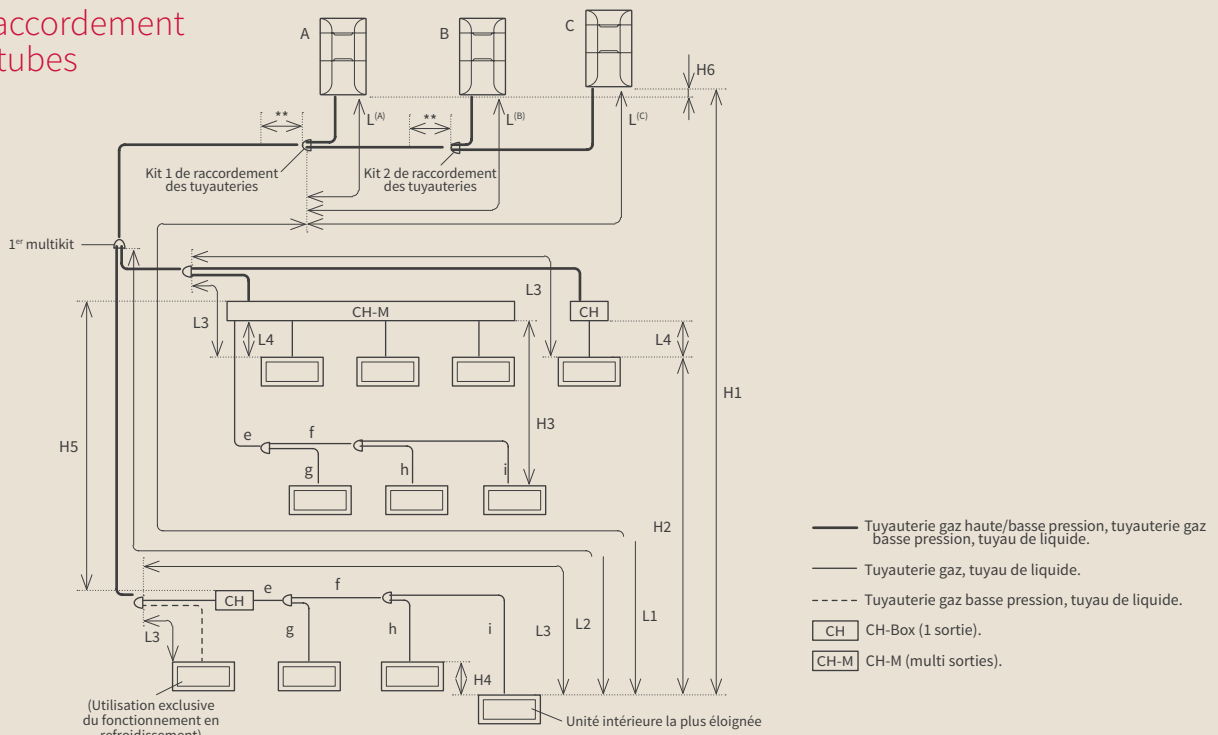 accordement
tubes
A
B
C
H6
**
**
L(A)
L(B)
L(C)
Kit 1 de raccordement
des tuyauteries
Kit 2 de raccordement
des tuyauteries
1er multikit
L3
CH-M
CH
L3
L4
L4
H1
H5
H3
e
f
g
h
i
H2
Tuyauterie gaz haute/basse pression, tuyauterie gaz
basse pression, tuyau de liquide.
Tuyauterie gaz, tuyau de liquide.
Tuyauterie gaz basse pression, tuyau de liquide.
CH
CH-Box (1 sortie).
CH-M
CH-M (multi sorties).
CH
e
f
L3
g
h
i
L3
L2
L1
H4
(Utilisation exclusive
du fonctionnement en
refroidissement)
Unité intérieure la plus éloignée